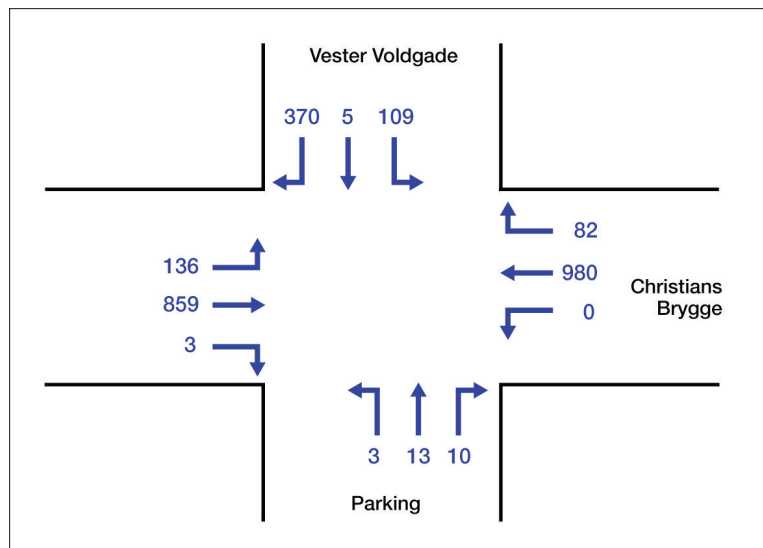 Vester Voldgade
370 5 109
82
136
980
859
0
Christians
Brygge
3
3 13 10
Parking